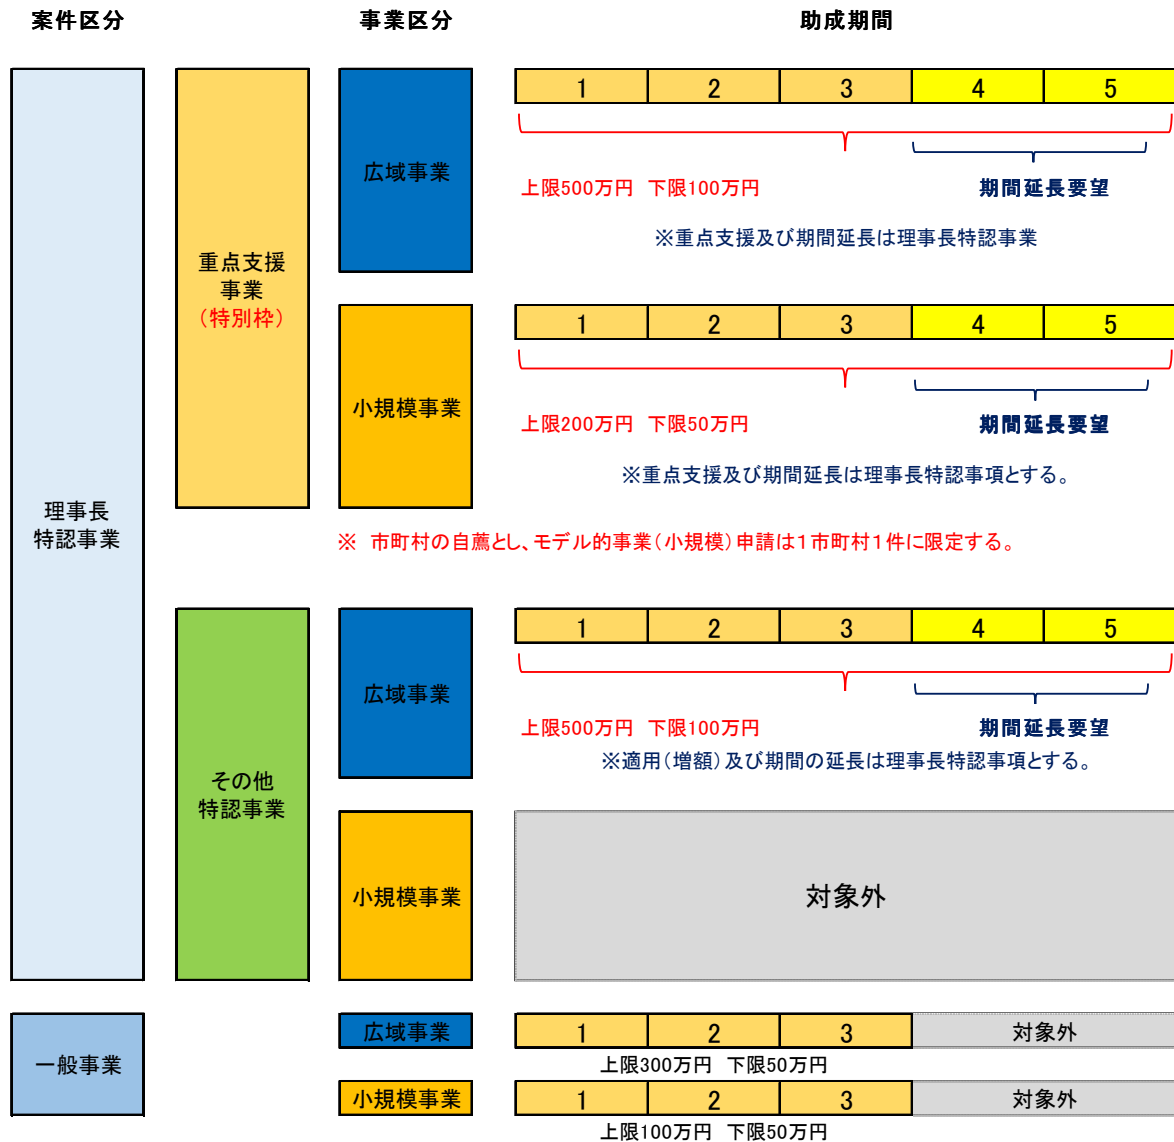 案件区分
事業区分
助成期間
理事長
特認事業
重点支援
事業
（特別枠）
広域事業
1 2 3 4 5
上限500万円 下限100万円
期間延長要望
※重点支援及び期間延長は理事長特認事業
小規模事業
1 2 3 4 5
上限200万円 下限50万円
期間延長要望
※重点支援及び期間延長は理事長特認事項とする。
※ 市町村の自薦とし、モデル的事業（小規模）申請は１市町村１件に限定する。
その他
特認事業
広域事業
1 2 3 4 5
上限500万円 下限100万円
期間延長要望
※適用（増額）及び期間の延長は理事長特認事項とする。
小規模事業
対象外
一般事業
広域事業
1 2 3 対象外
上限300万円 下限50万円
小規模事業
1 2 3 対象外
上限100万円 下限50万円